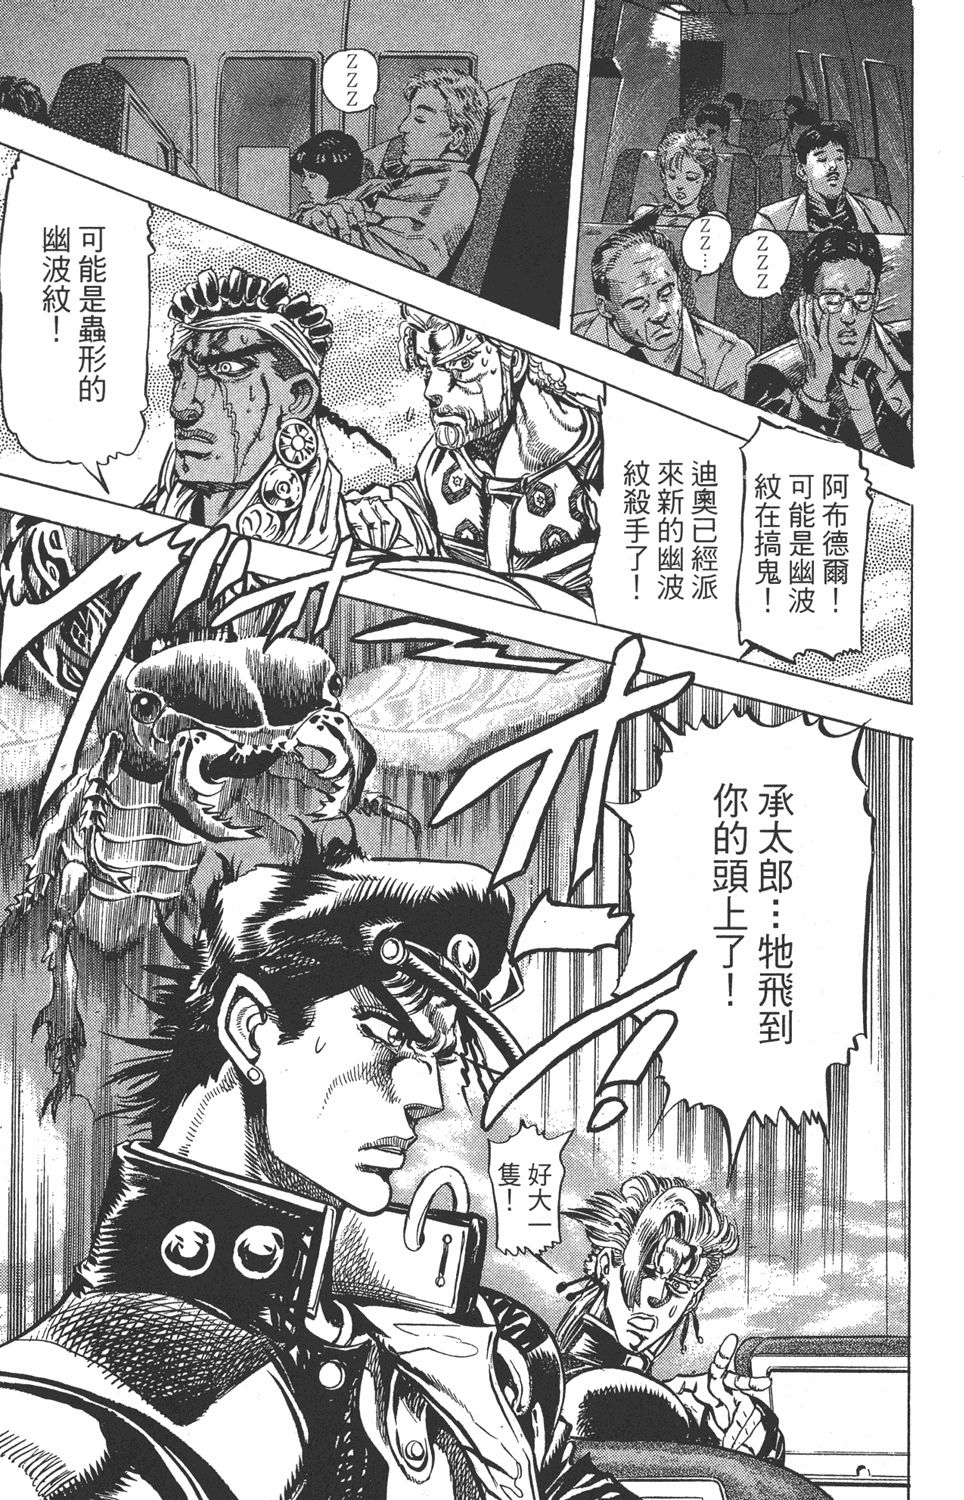 ZZZ
ZZ…
ZZZ
阿布德爾！
可能是幽波
紋在搞鬼！
迪奧已經派
來新的幽波
紋殺手了！
可能是蟲形的
幽波紋！
承太郎…牠飛到
你的頭上了！
好大一
隻！